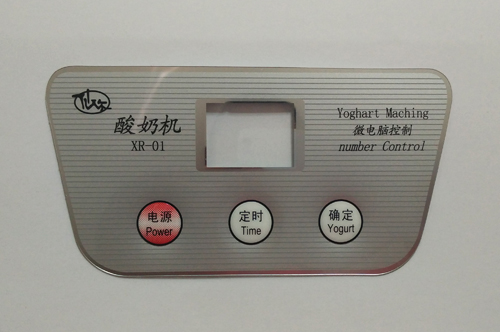 酸奶机
XR-01
Yoghart Maching
微电脑控制
number Control
电源
Power
定时
Time
确定
Yogurt